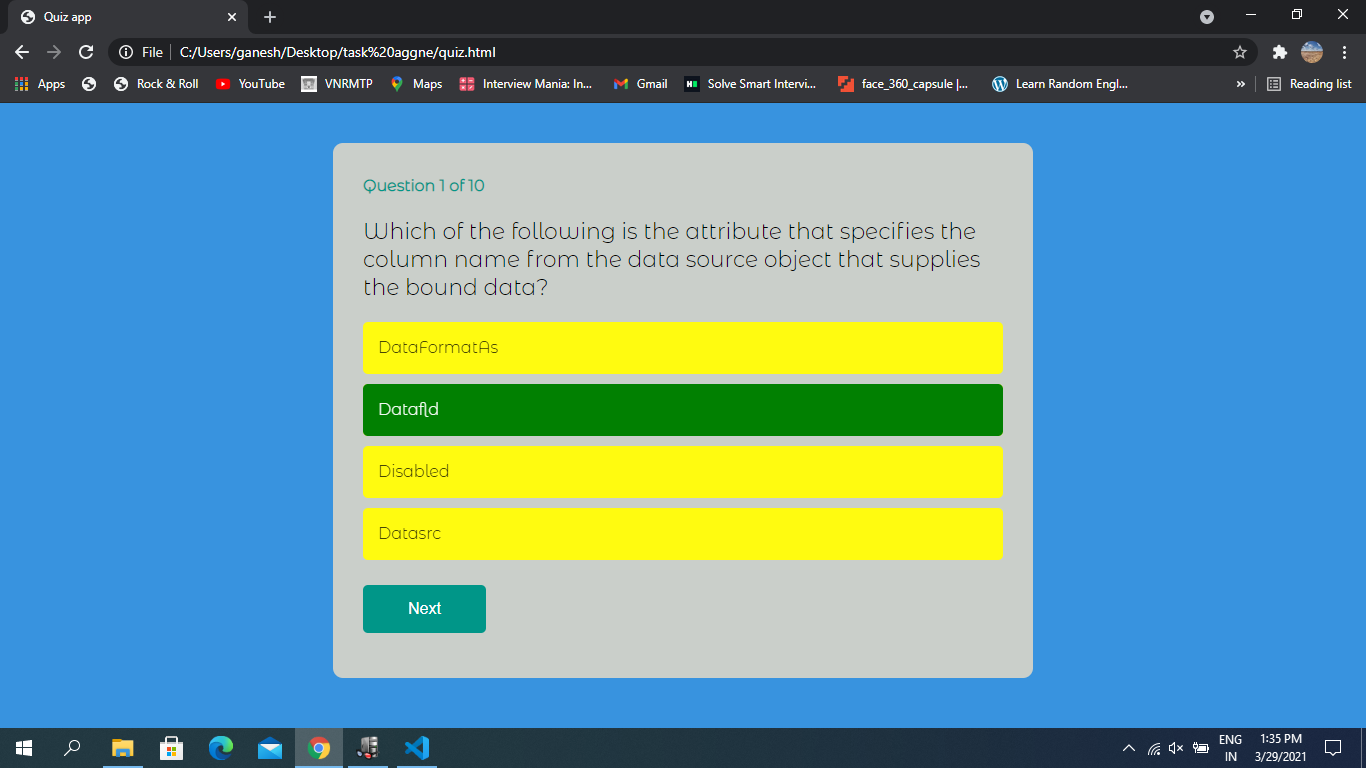 Quiz app
File C:/Users/ganesh/Desktop/task%20aggne/quiz.html
Apps Rock & Roll YouTube VNRMTP Maps Interview Mania: In... Gmail Solve Smart Intervi... face_360_capsule |... Learn Random Engl... » Reading list
Question 1 of 10
Which of the following is the attribute that specifies the
column name from the data source object that supplies
the bound data?
DataFormatAs
Datafld
Disabled
Datasrc
Next
ENG 1:35 PM
IN 3/29/2021